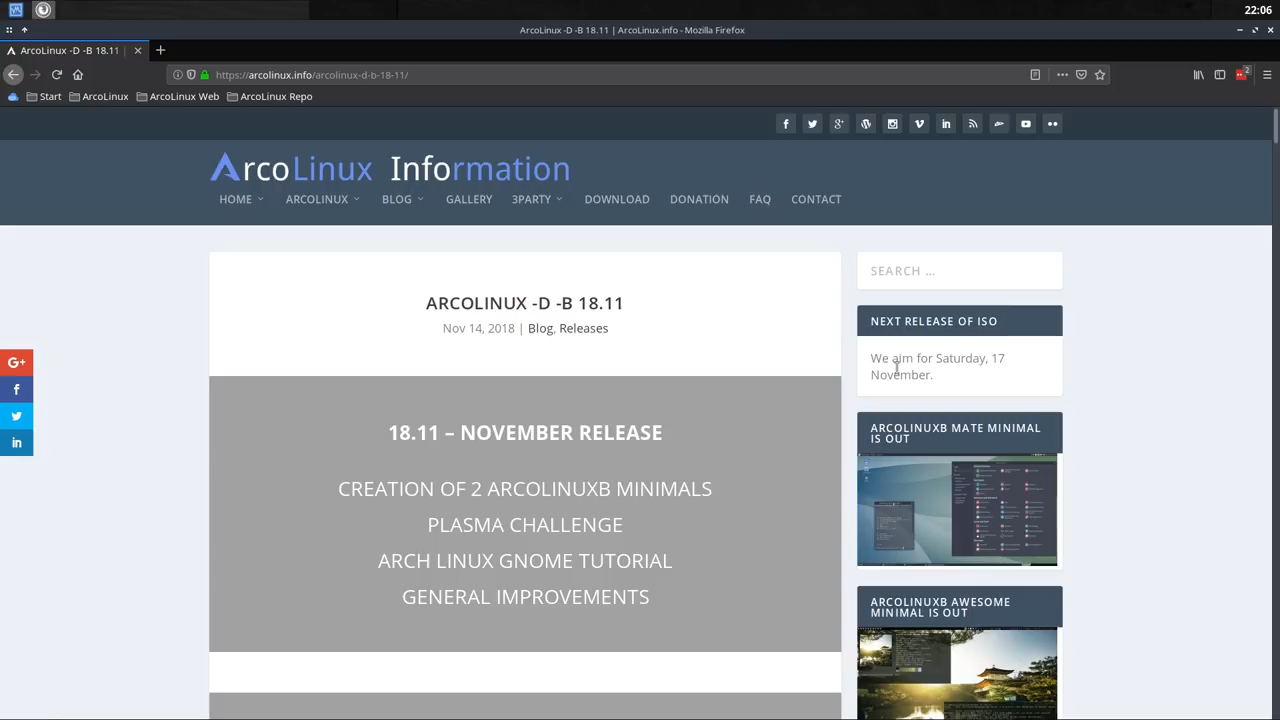 22:06
ArcoLinux -D -B 18.11 | ArcoLinux.info - Mozilla Firefox
ArcoLinux -D -B 18.11 |
https://arcolinux.info/arcolinux-d-b-18-11/
2
Start ArcoLinux ArcoLinux Web ArcoLinux Repo
ArcoLinux Information
HOME ARCOLINUX BLOG GALLERY 3PARTY DOWNLOAD DONATION FAQ CONTACT
SEARCH …
ARCOLINUX -D -B 18.11
Nov 14, 2018 | Blog, Releases
18.11 – NOVEMBER RELEASE
CREATION OF 2 ARCOLINUXB MINIMALS
PLASMA CHALLENGE
ARCH LINUX GNOME TUTORIAL
GENERAL IMPROVEMENTS
NEXT RELEASE OF ISO
We aim for Saturday, 17
November.
ARCOLINUXB MATE MINIMAL
IS OUT
ARCOLINUXB AWESOME
MINIMAL IS OUT